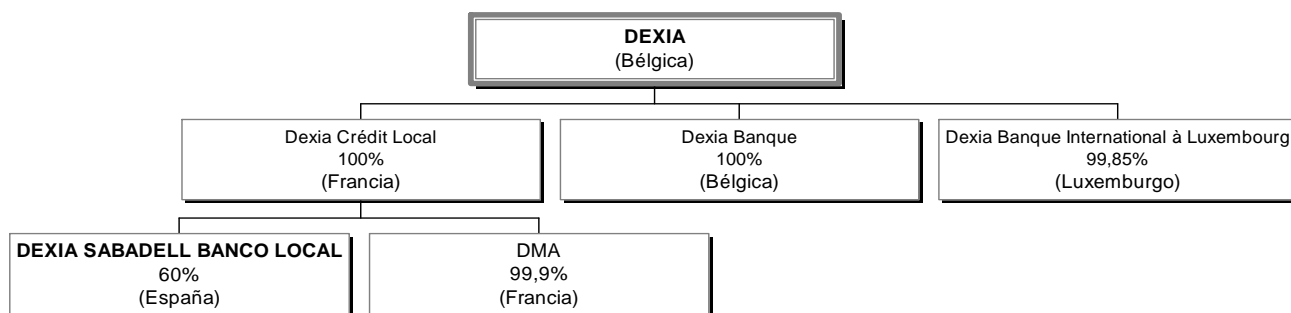 DEXIA
(Bélgica)
Dexia Crédit Local
100%
(Francia)
Dexia Banque
100%
(Bélgica)
Dexia Banque International à Luxembourg
99,85%
(Luxemburgo)
DEXIA SABADELL BANCO LOCAL
60%
(España)
DMA
99,9%
(Francia)